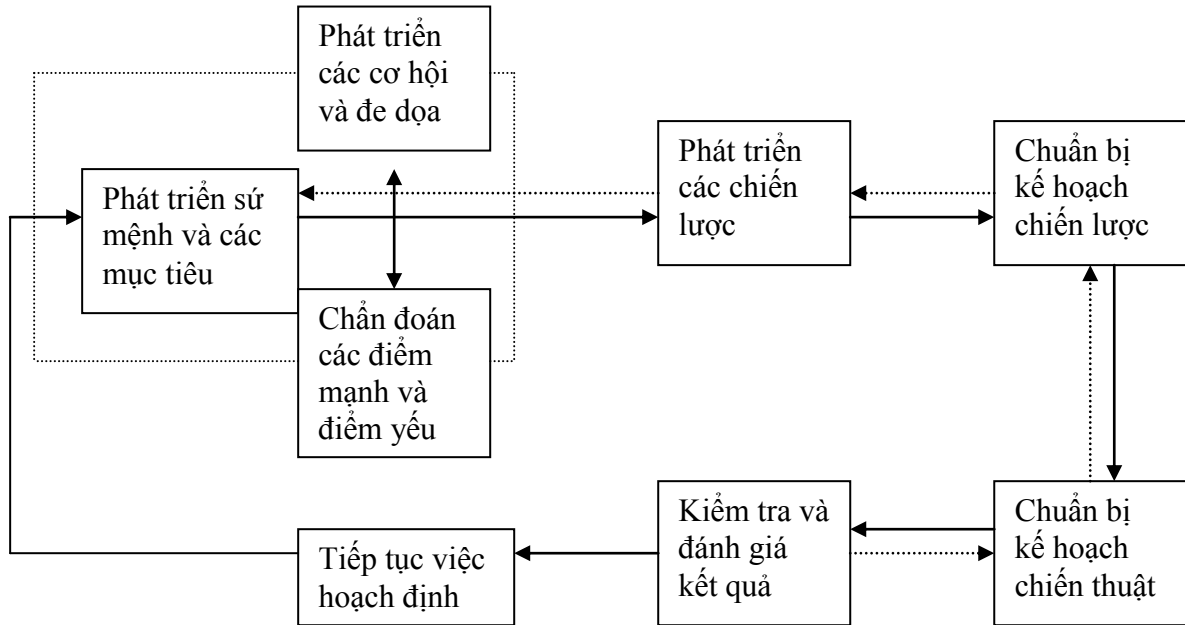 Phát triển
các cơ hội
và đe dọa
Phát triển sứ
mệnh và các
mục tiêu
Chẩn đoán
các điểm
mạnh và
điểm yếu
Phát triển
các chiến
lược
Chuẩn bị
kế hoạch
chiến lược
Chuẩn bị
kế hoạch
chiến thuật
Kiểm tra và
đánh giá
kết quả
Tiếp tục việc
hoạch định